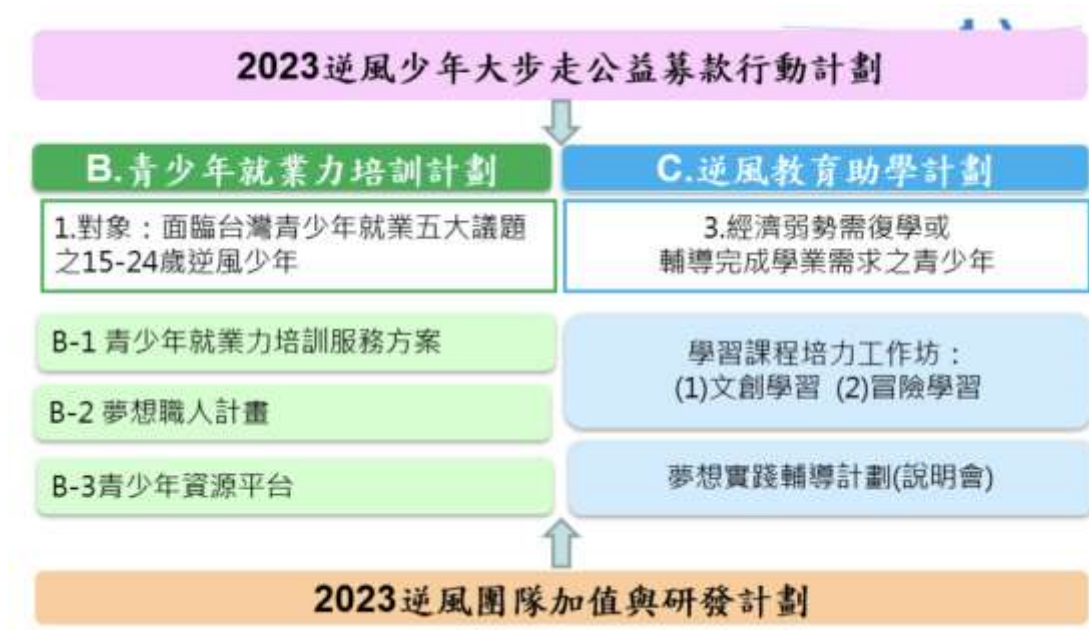 2023逆風少年大步走公益募款行動計劃
B.青少年就業力培訓計劃
1.對象：面臨台灣青少年就業五大議題
之15-24歲逆風少年
B-1 青少年就業力培訓服務方案
B-2 夢想職人計畫
B-3青少年資源平台
C.逆風教育助學計劃
3.經濟弱勢需復學或
輔導完成學業需求之青少年
學習課程培力工作坊：
(1)文創學習 (2)冒險學習
夢想實踐輔導計劃(說明會)
2023逆風團隊加值與研發計劃